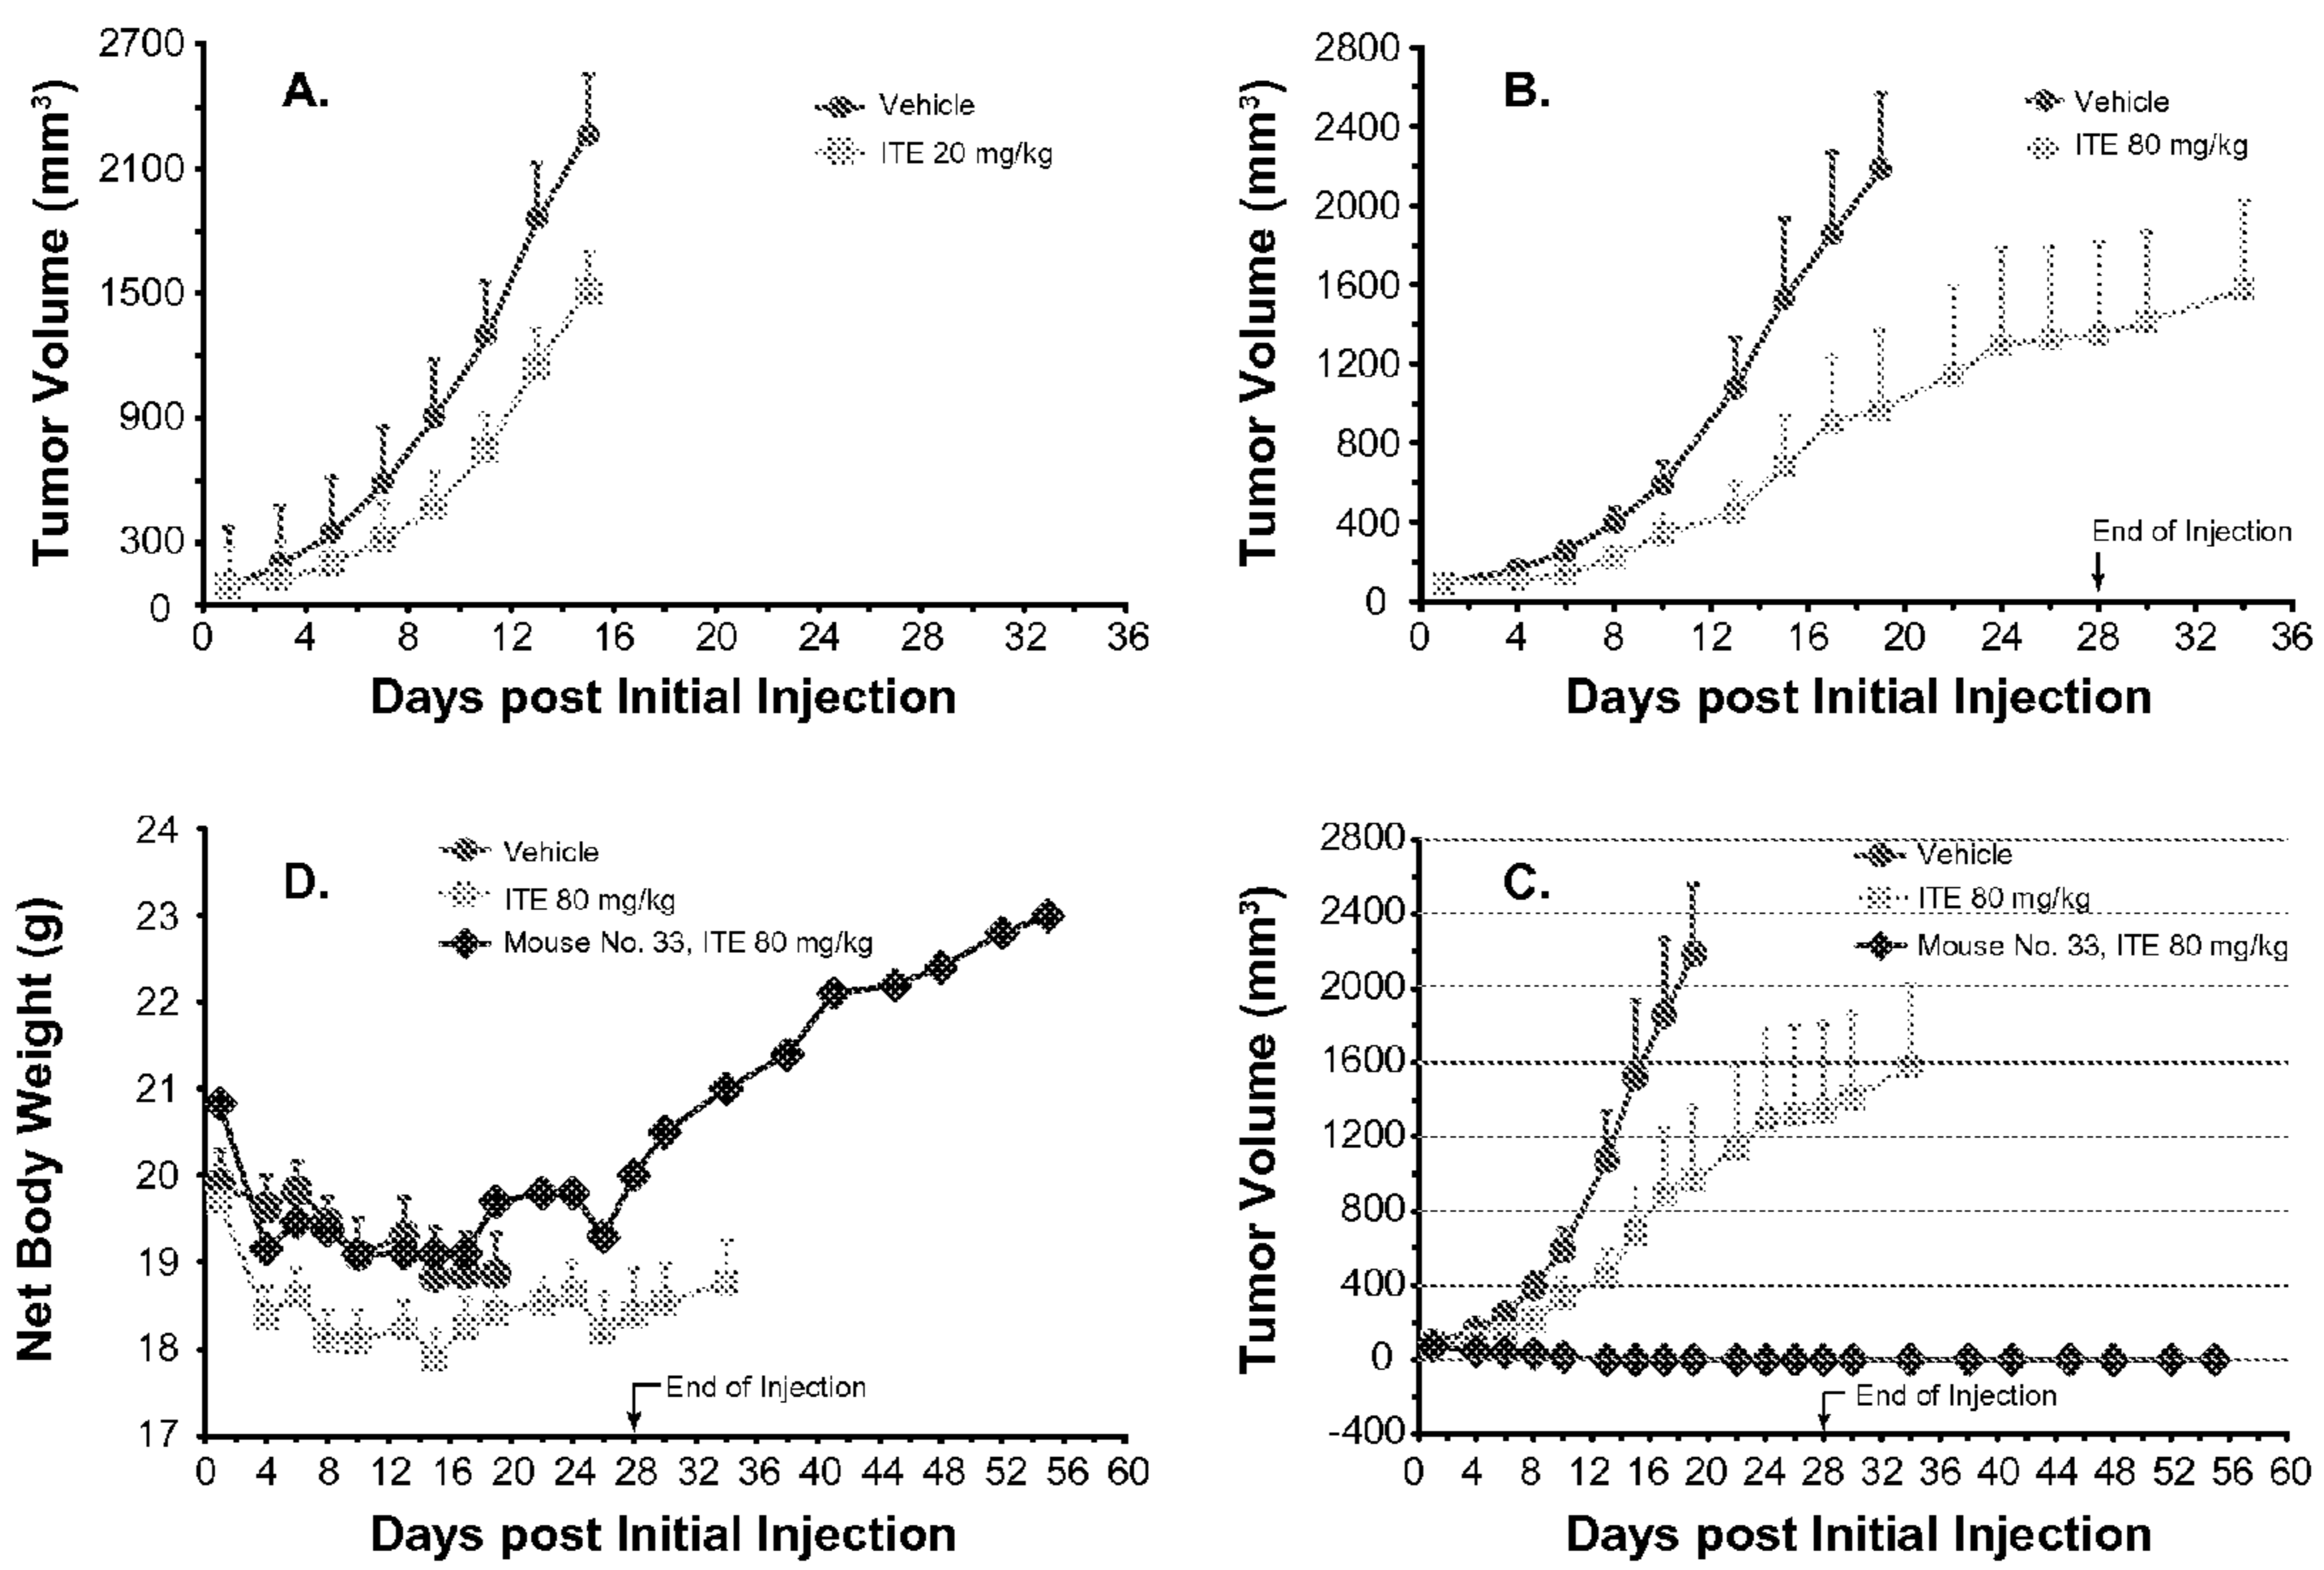 A.
Tumor Volume (mm³)
2700
2100
1500
900
300
0
Vehicle
ITE 20 mg/kg
0 4 8 12 16 20 24 28 32 36
Days post Initial Injection
B.
Tumor Volume (mm³)
2800
2400
2000
1600
1200
800
400
0
Vehicle
ITE 80 mg/kg
End of Injection
0 4 8 12 16 20 24 28 32 36
Days post Initial Injection
D.
Net Body Weight (g)
24
23
22
21
20
19
18
17
Vehicle
ITE 80 mg/kg
Mouse No. 33, ITE 80 mg/kg
End of Injection
0 4 8 12 16 20 24 28 32 36 40 44 48 52 56 60
Days post Initial Injection
C.
Tumor Volume (mm³)
2800
2400
2000
1600
1200
800
400
0
-400
Vehicle
ITE 80 mg/kg
Mouse No. 33, ITE 80 mg/kg
End of Injection
0 4 8 12 16 20 24 28 32 36 40 44 48 52 56 60
Days post Initial Injection